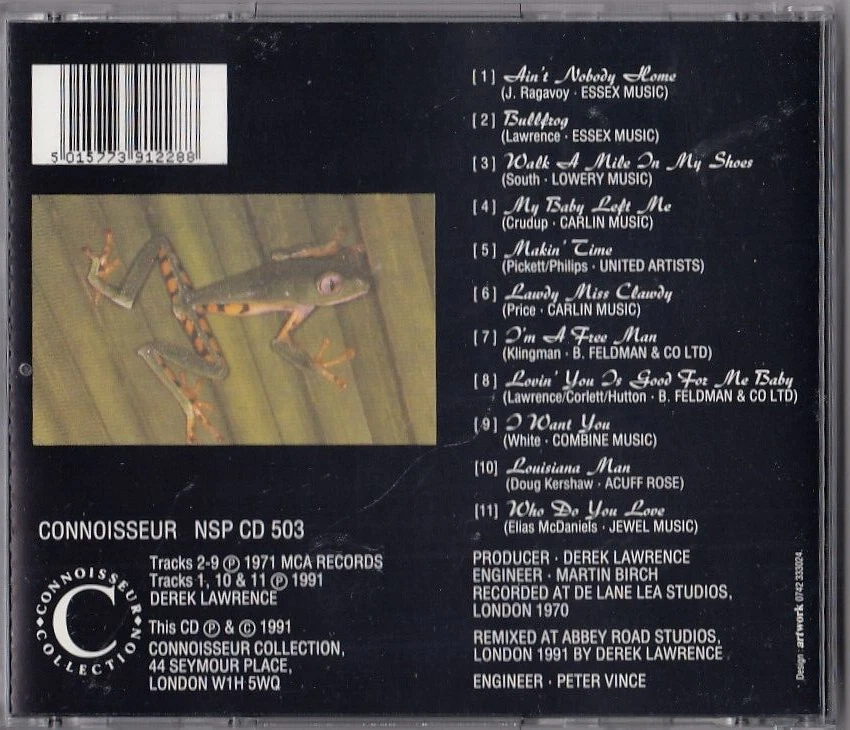 5 015773 912288
[1] Ain't Nobody Home
(J. Ragavoy · ESSEX MUSIC)
[2] Bullfrog
(Lawrence · ESSEX MUSIC)
[3] Walk A Mile In My Shoes
(South · LOWERY MUSIC)
[4] My Baby Left Me
(Crudup · CARLIN MUSIC)
[5] Makin' Time
(Pickett/Philips · UNITED ARTISTS)
[6] Lawdy Miss Clawdy
(Price · CARLIN MUSIC)
[7] I'm A Free Man
(Klingman · B. FELDMAN & CO LTD)
[8] Lovin' You Is Good For Me Baby
(Lawrence/Corlett/Hutton · B. FELDMAN & CO LTD)
[9] I Want You
(White · COMBINE MUSIC)
[10] Louisiana Man
(Doug Kershaw · ACUFF ROSE)
[11] Who Do You Love
(Elias McDaniels · JEWEL MUSIC)
CONNOISSEUR NSP CD 503
CONNOISSEUR COLLECTION
C
Tracks 2-9 ℗ 1971 MCA RECORDS
Tracks 1, 10 & 11 ℗ 1991
DEREK LAWRENCE
This CD ℗ & © 1991
CONNOISSEUR COLLECTION,
44 SEYMOUR PLACE,
LONDON W1H 5WQ
PRODUCER · DEREK LAWRENCE
ENGINEER · MARTIN BIRCH
RECORDED AT DE LANE LEA STUDIOS,
LONDON 1970
REMIXED AT ABBEY ROAD STUDIOS,
LONDON 1991 BY DEREK LAWRENCE
ENGINEER · PETER VINCE
Design: artwork 0742 333024